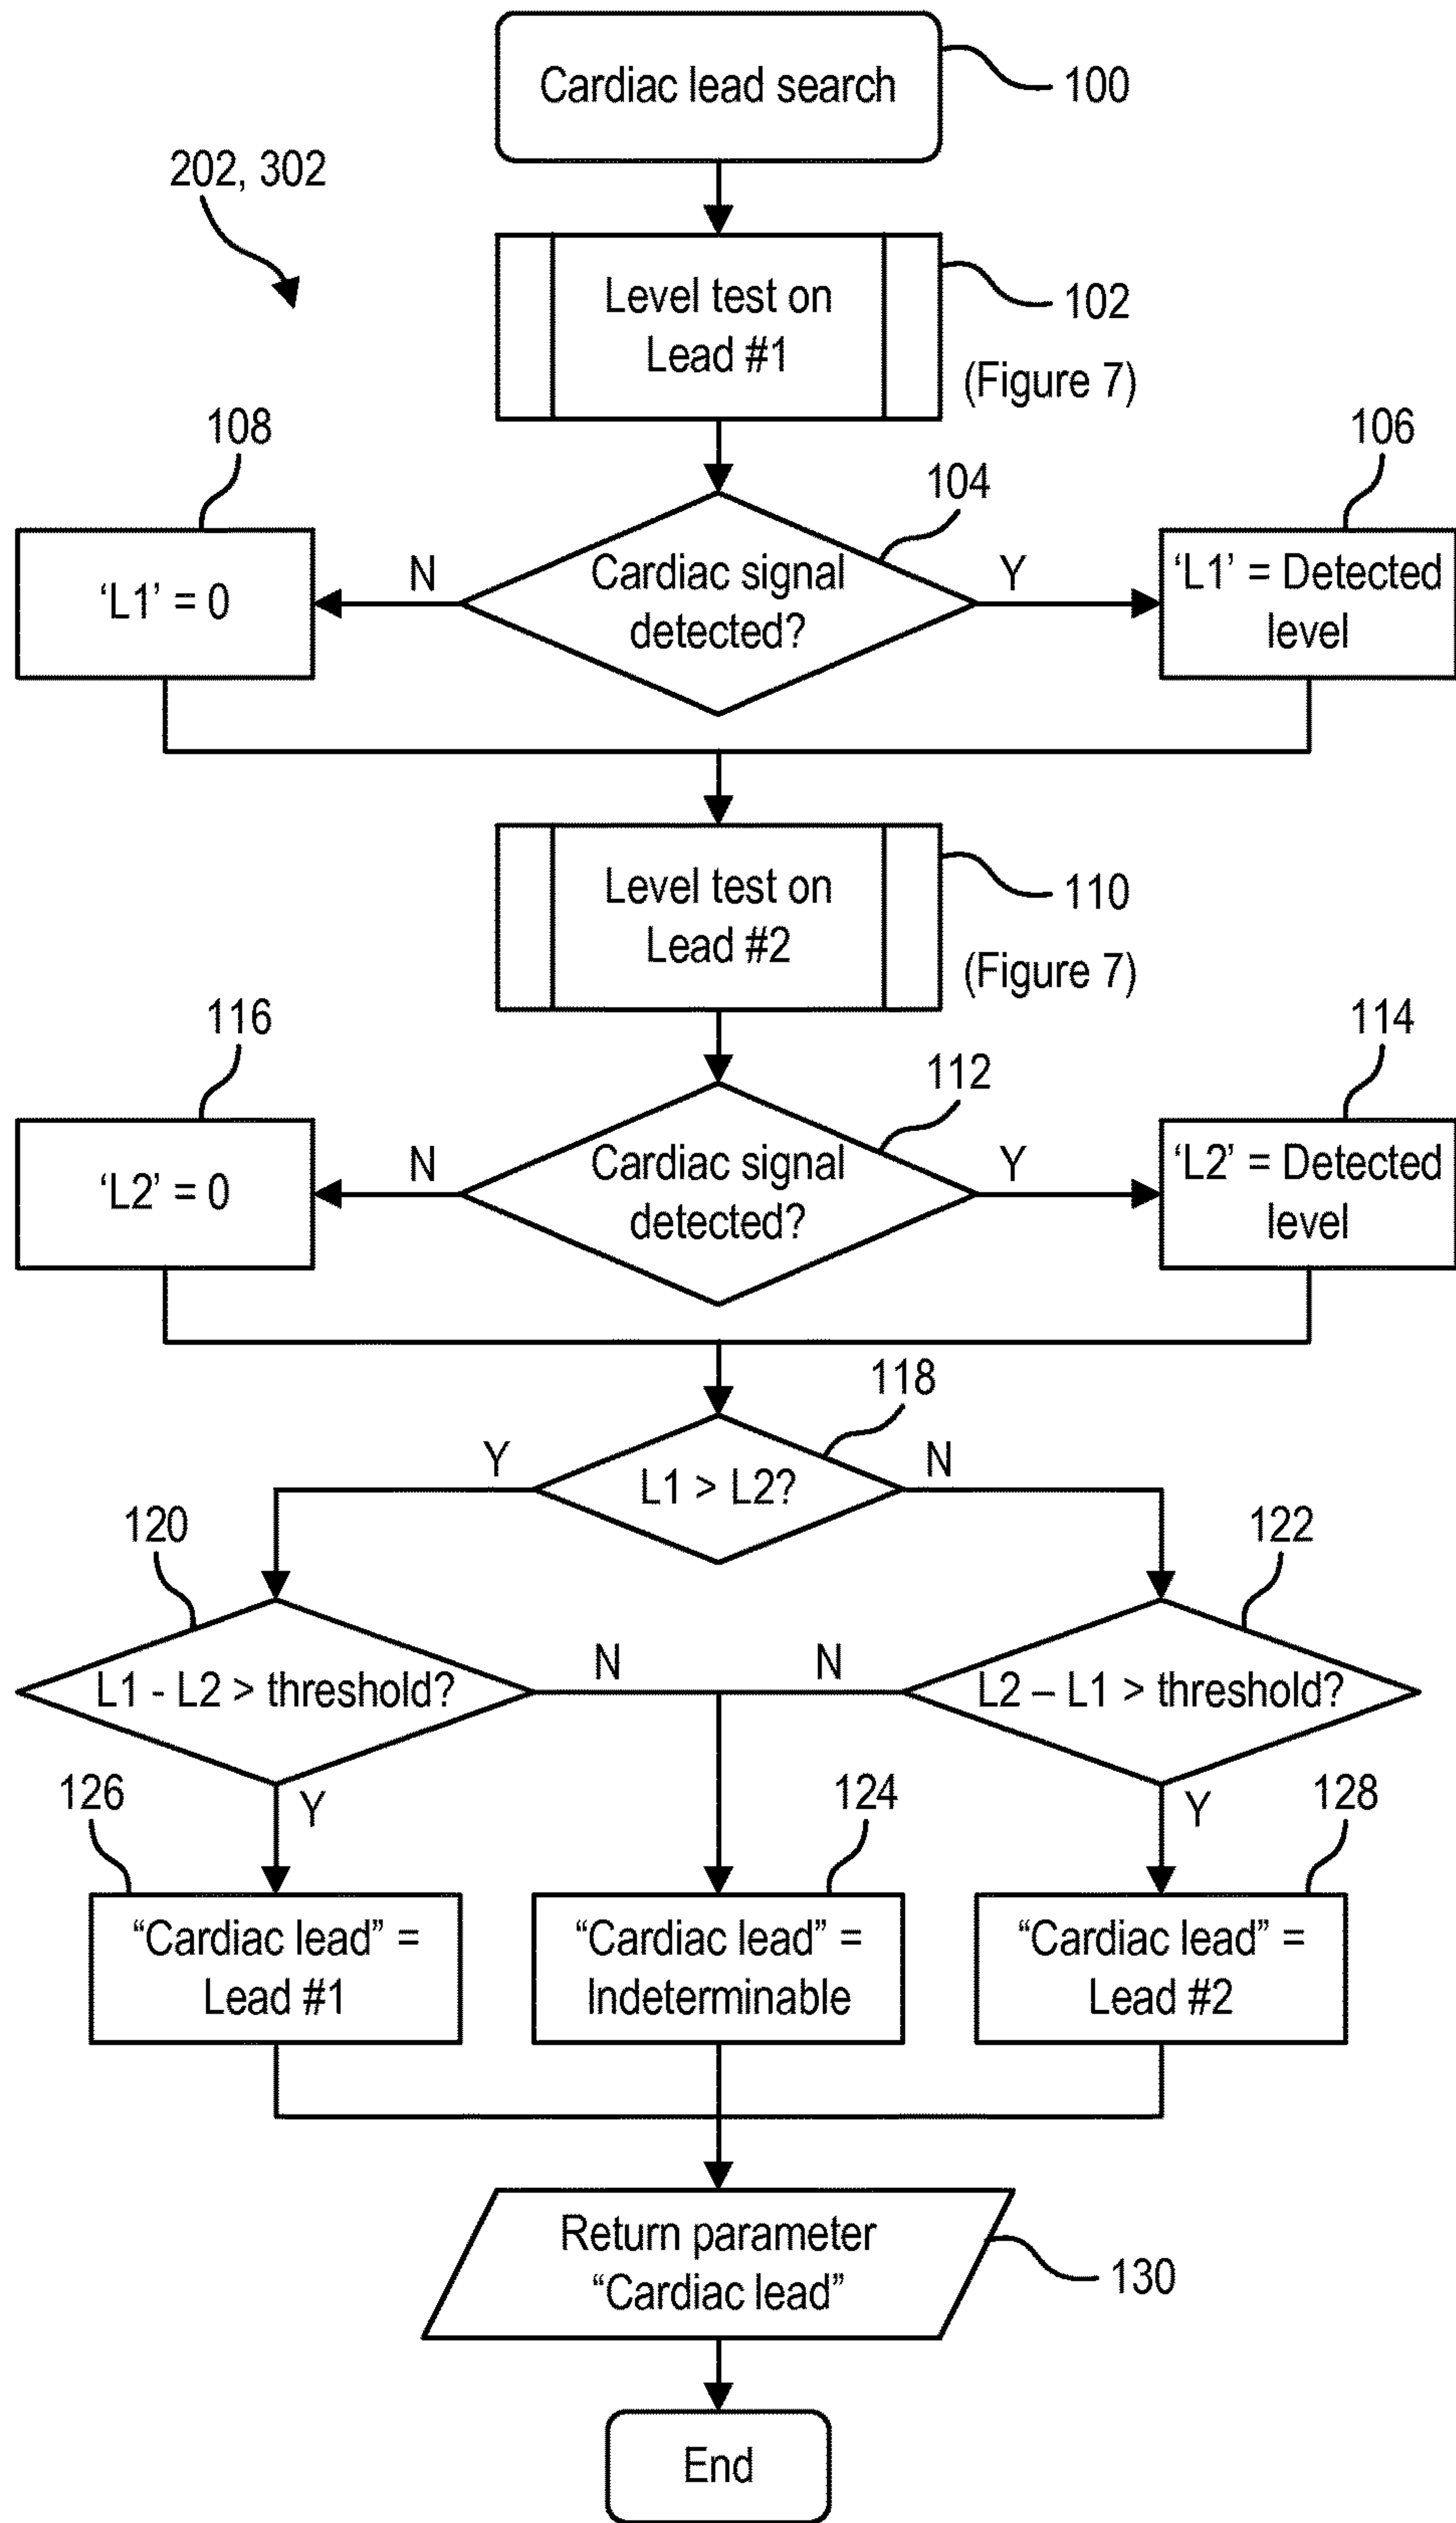 Cardiac lead search
100
202, 302
Level test on
Lead #1
102
(Figure 7)
108
104
106
‘L1’ = 0
N
Cardiac signal
detected?
Y
‘L1’ = Detected
level
Level test on
Lead #2
110
(Figure 7)
116
112
114
‘L2’ = 0
N
Cardiac signal
detected?
Y
‘L2’ = Detected
level
118
Y
L1 > L2?
N
120
122
L1 - L2 > threshold?
N
N
L2 – L1 > threshold?
126
Y
124
Y
128
“Cardiac lead” =
Lead #1
“Cardiac lead” =
Indeterminable
“Cardiac lead” =
Lead #2
Return parameter
“Cardiac lead”
130
End